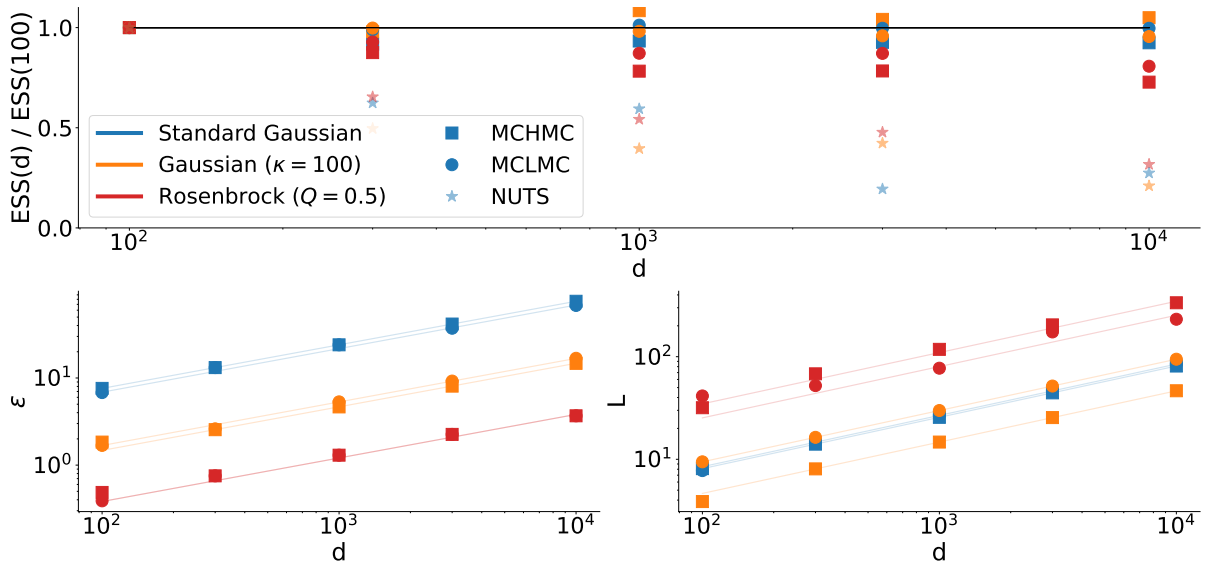 ESS(d) / ESS(100)
1.0
0.5
0.0
Standard Gaussian
Gaussian (κ = 100)
Rosenbrock (Q = 0.5)
MCHMC
MCLMC
NUTS
10²
10³
10⁴
d
ε
10¹
10⁰
10²
10³
10⁴
d
L
10²
10¹
10²
10³
10⁴
d